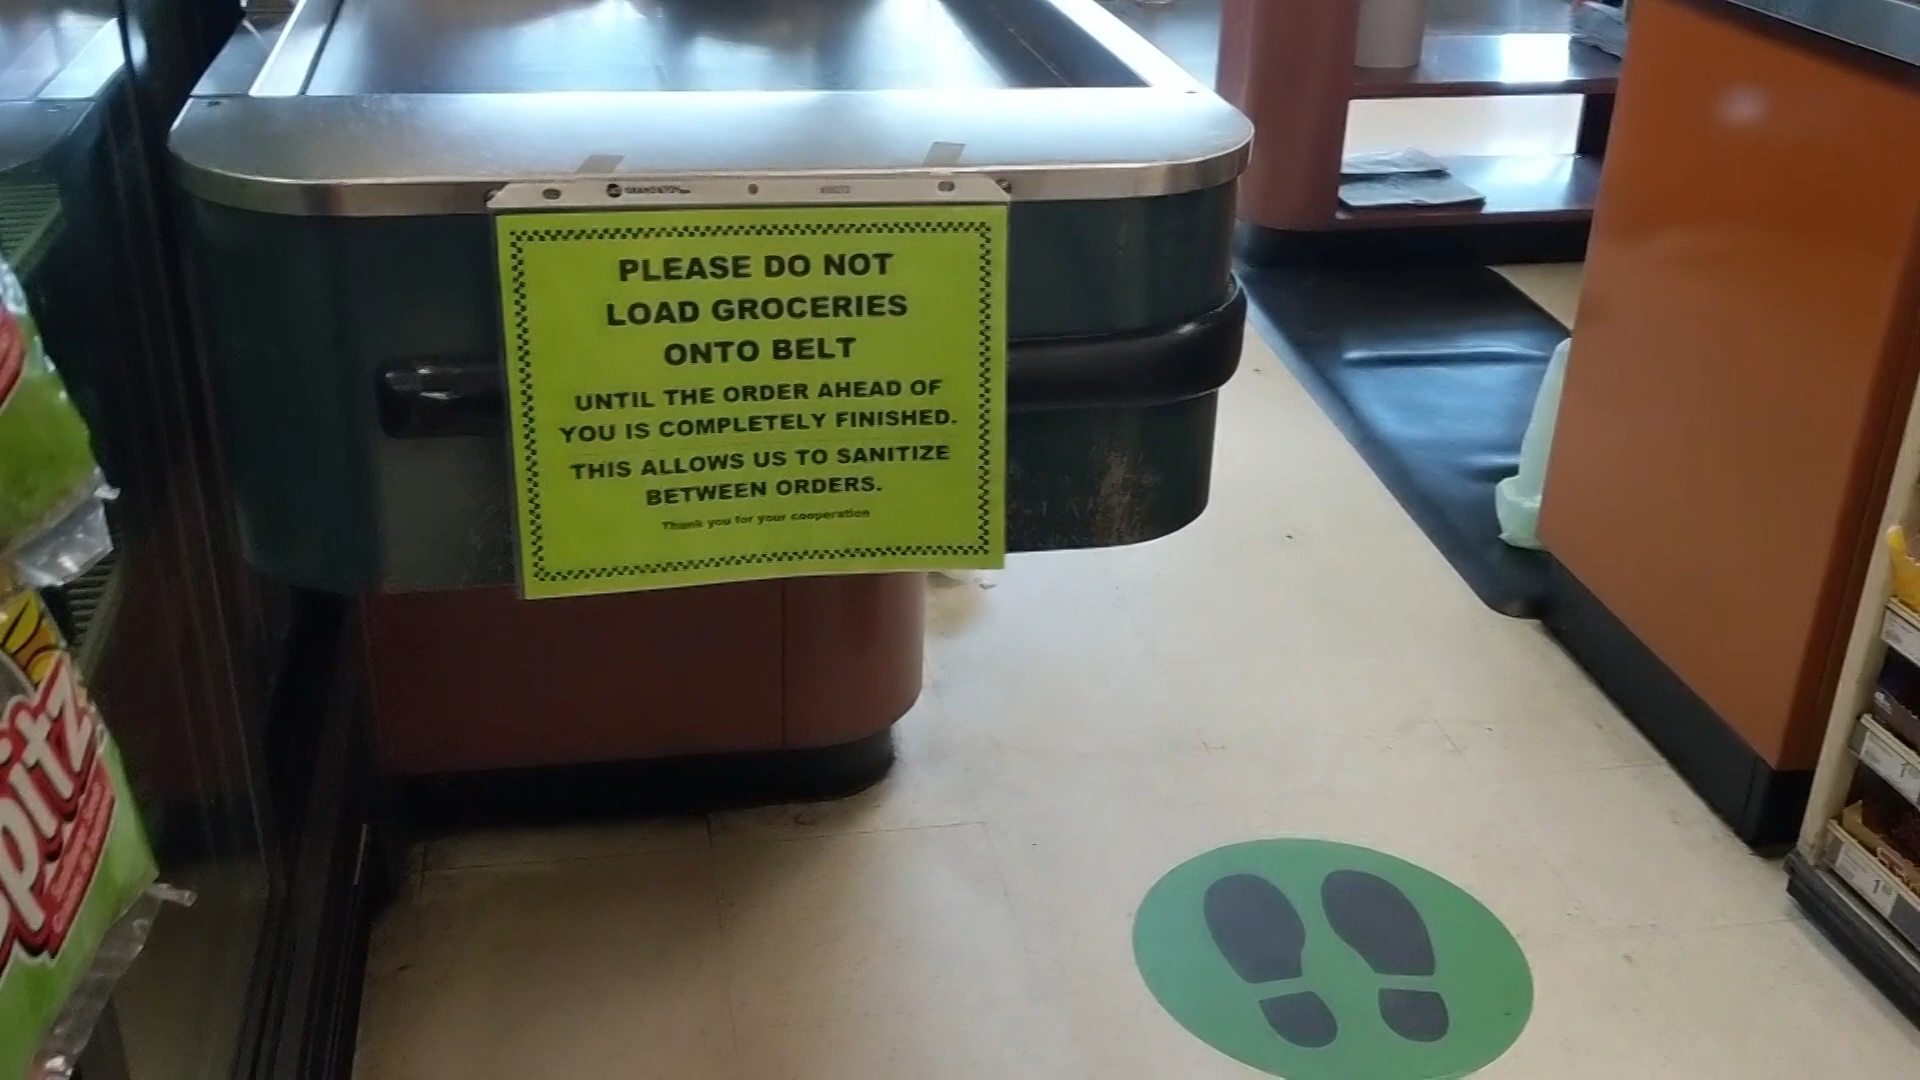 PLEASE DO NOT
LOAD GROCERIES
ONTO BELT
UNTIL THE ORDER AHEAD OF
YOU IS COMPLETELY FINISHED.
THIS ALLOWS US TO SANITIZE
BETWEEN ORDERS.
Thank you for your cooperation
pitz